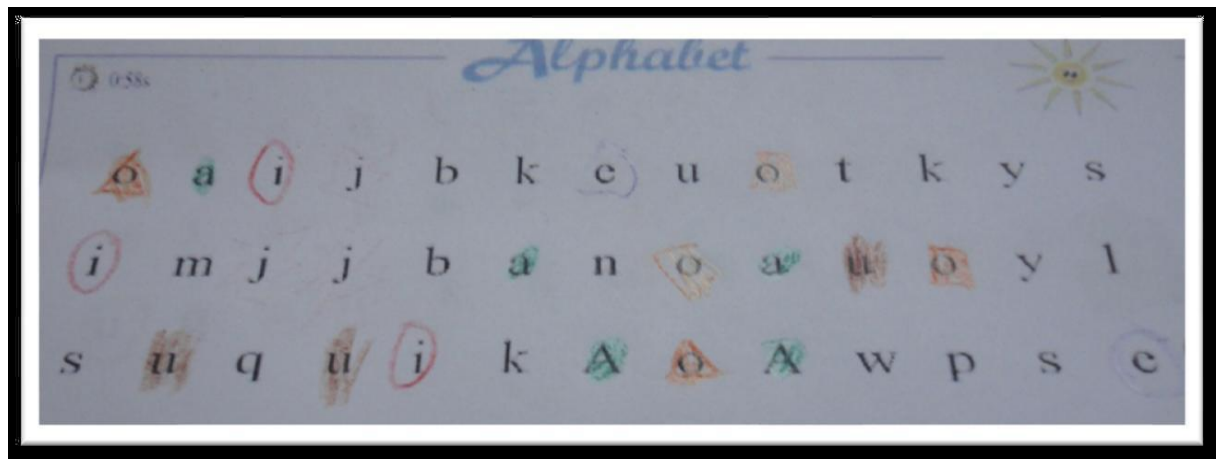 Alphabet
0:58s
o a i j b k e u o t k y s
i m j j b a n o a u o y l
s u q u i k A o A w p s e